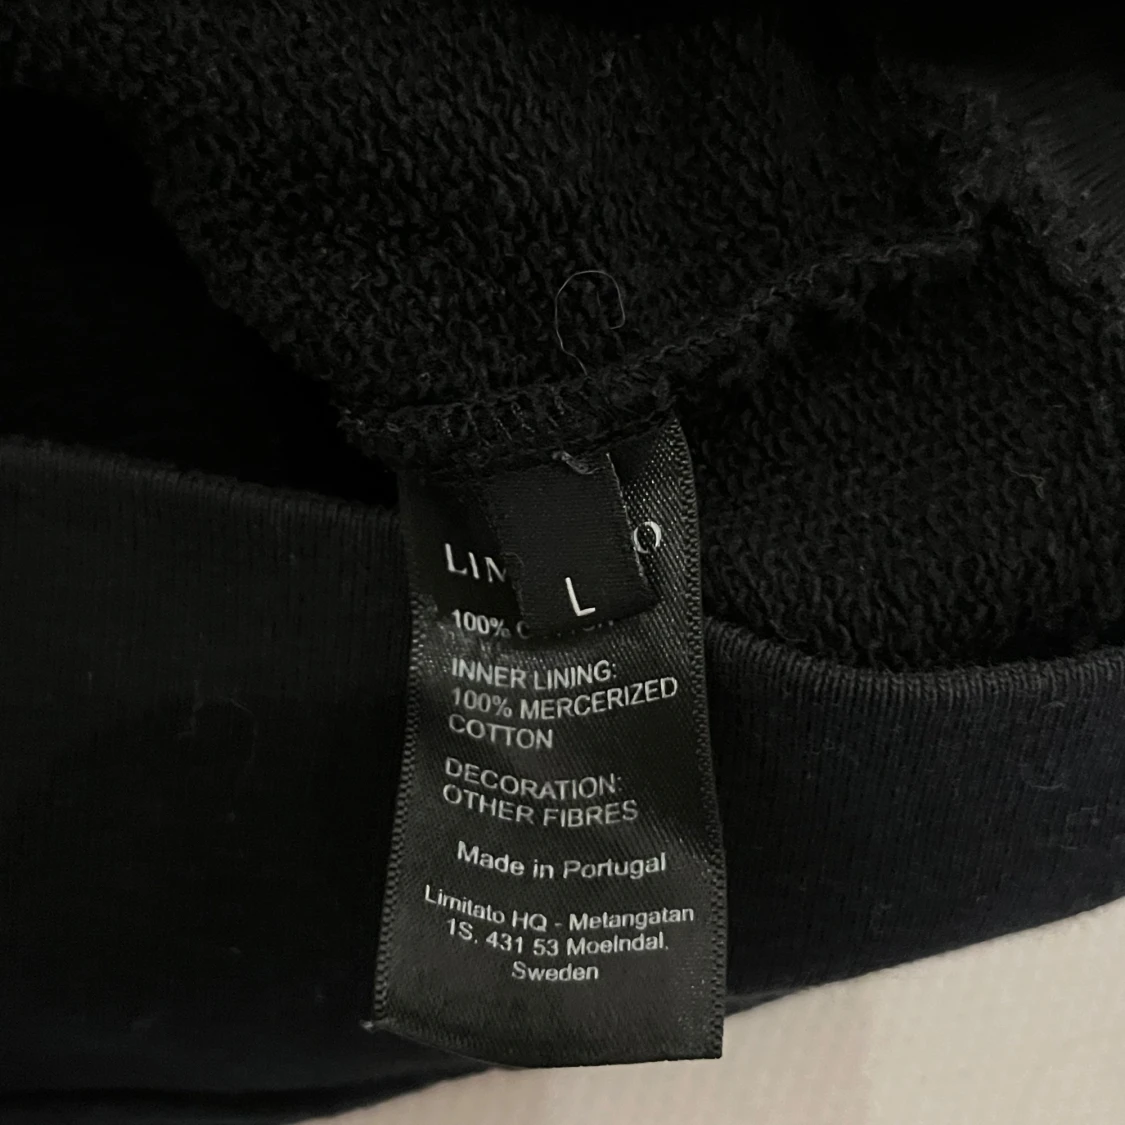 L
100%
INNER LINING:
100% MERCERIZED
COTTON
DECORATION:
OTHER FIBRES
Made in Portugal
Limitato HQ - Metangatan
1S, 431 53 Moelndal,
Sweden